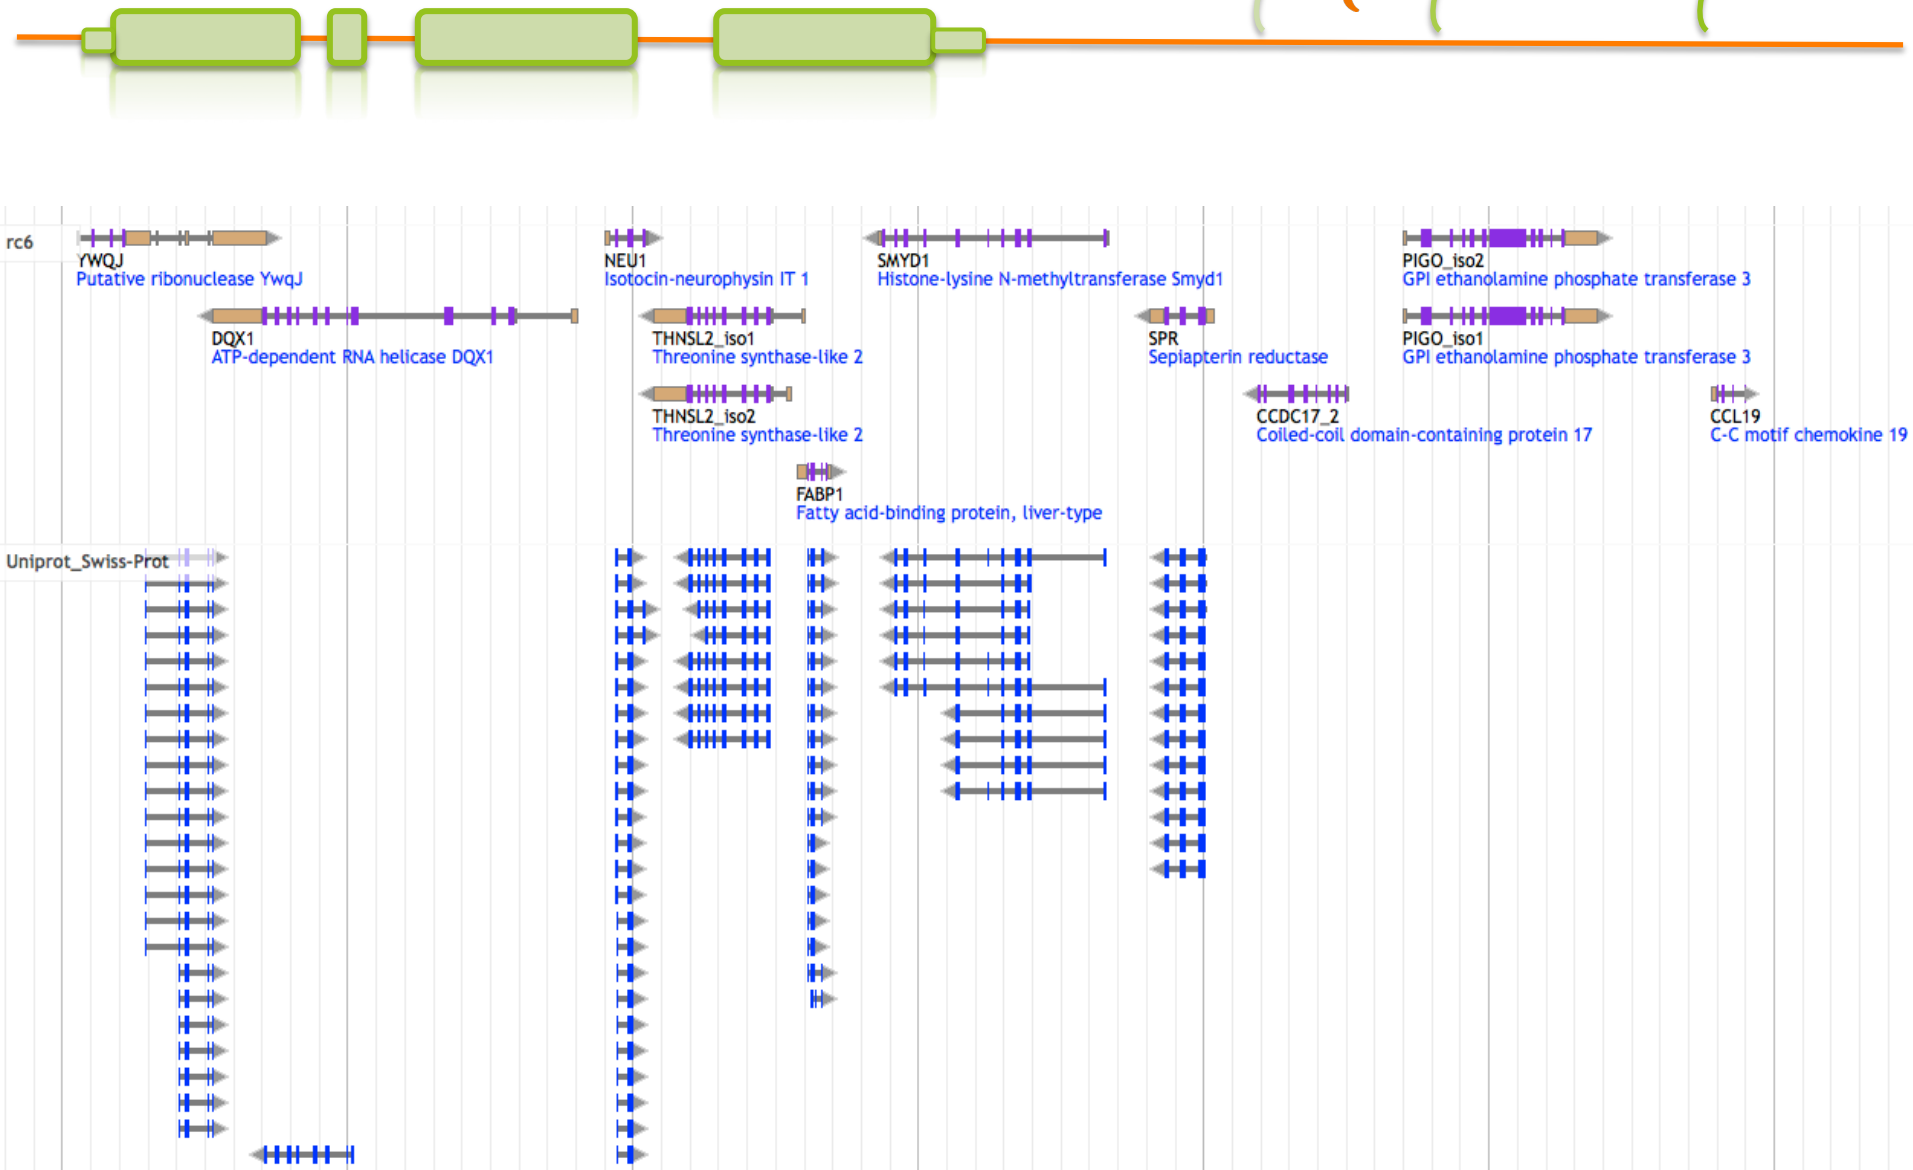 rc6
YWQJ
Putative ribonuclease YwqJ
NEU1
Isotocin-neurophysin IT 1
SMYD1
Histone-lysine N-methyltransferase Smyd1
PIGO_iso2
GPI ethanolamine phosphate transferase 3
DQX1
ATP-dependent RNA helicase DQX1
THNSL2_iso1
Threonine synthase-like 2
SPR
Sepiapterin reductase
PIGO_iso1
GPI ethanolamine phosphate transferase 3
THNSL2_iso2
Threonine synthase-like 2
CCDC17_2
Coiled-coil domain-containing protein 17
CCL19
C-C motif chemokine 19
FABP1
Fatty acid-binding protein, liver-type
Uniprot_Swiss-Prot